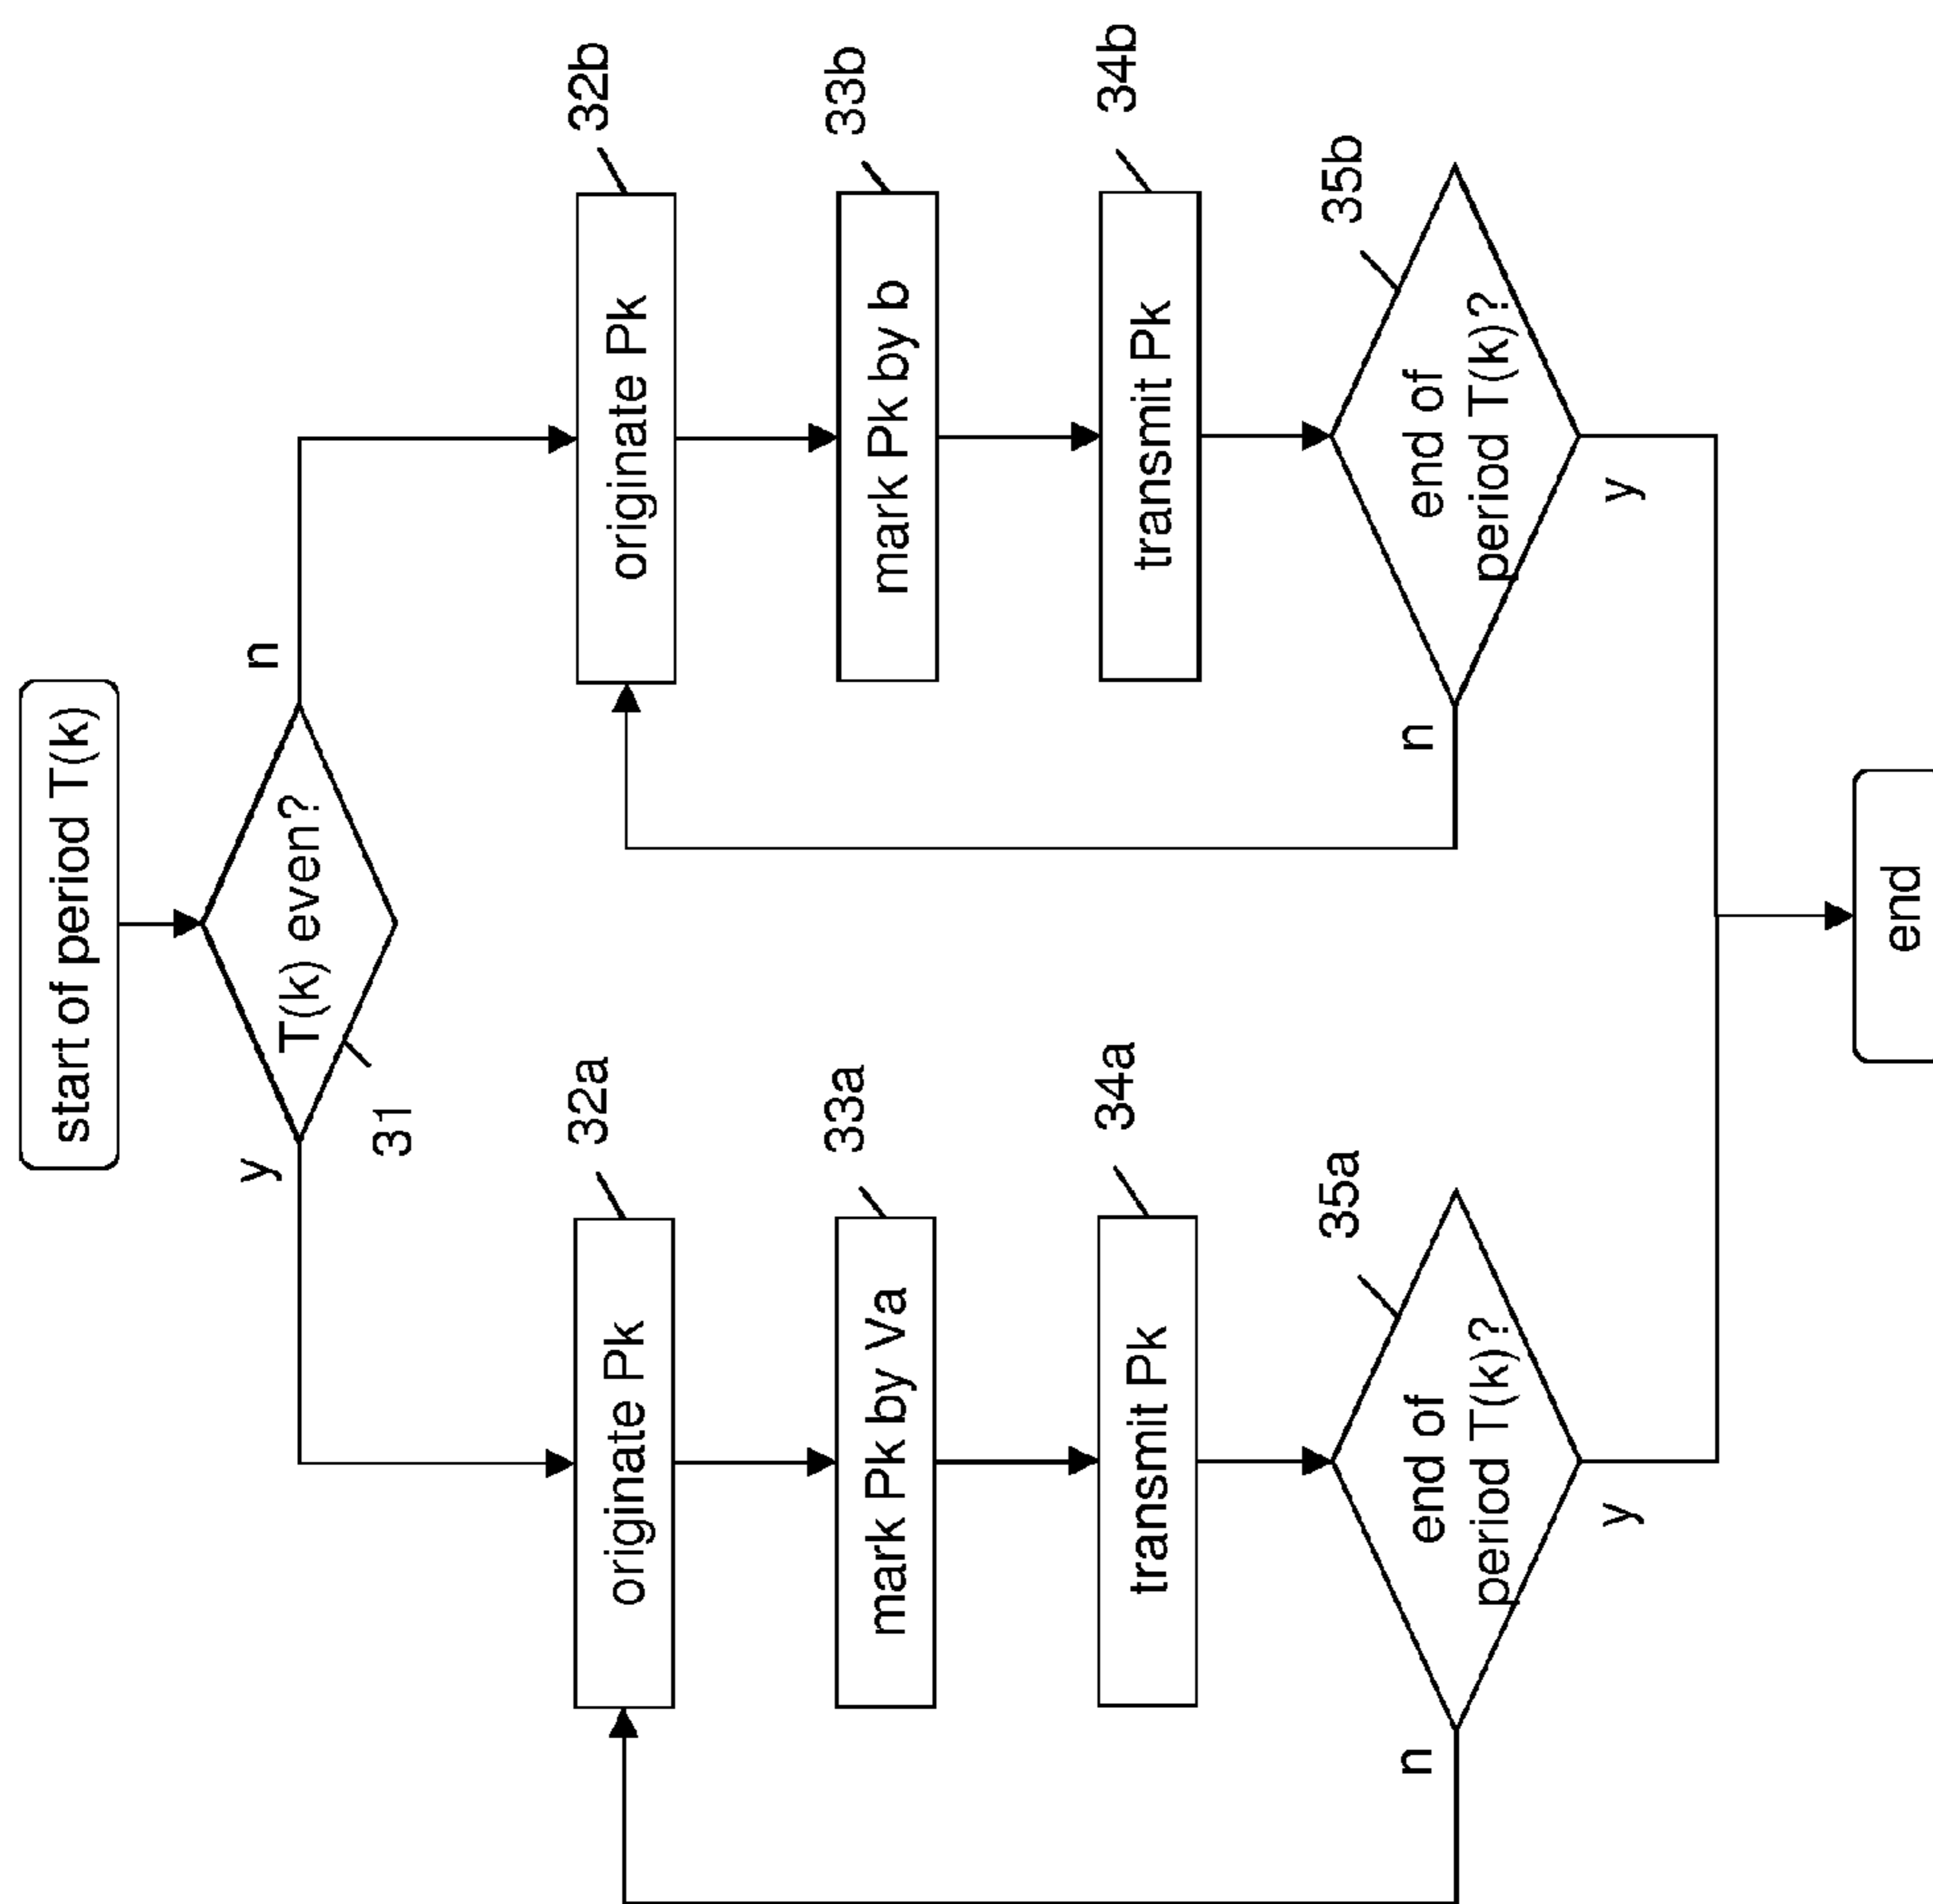 start of period T(k)
T(k) even?
y
n
31
originate Pk
32a
mark Pk by Va
33a
transmit Pk
34a
end of
period T(k)?
35a
n
y
originate Pk
32b
mark Pk by b
33b
transmit Pk
34b
end of
period T(k)?
35b
n
y
end